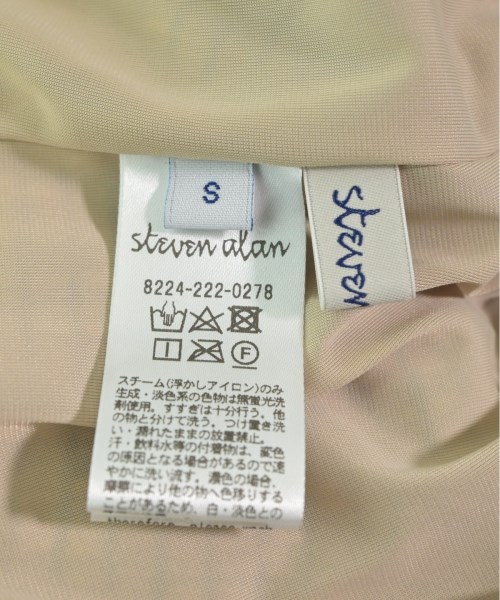 S
steven alan
steven
8224-222-0278
F
スチーム(浮かしアイロン)のみ
生成・淡色系の色物は無蛍光洗
剤使用。すすぎは十分行う。他
の物と分けて洗う。つけ置き洗
い・濡れたままの放置禁止。
汗・飲料水等の付着物は、変色
の原因となる場合があるので速
やかに洗い流す。濃色の場合、
摩擦により他の物へ色移りする
ことがあるため、白・淡色との
therefore, please wash